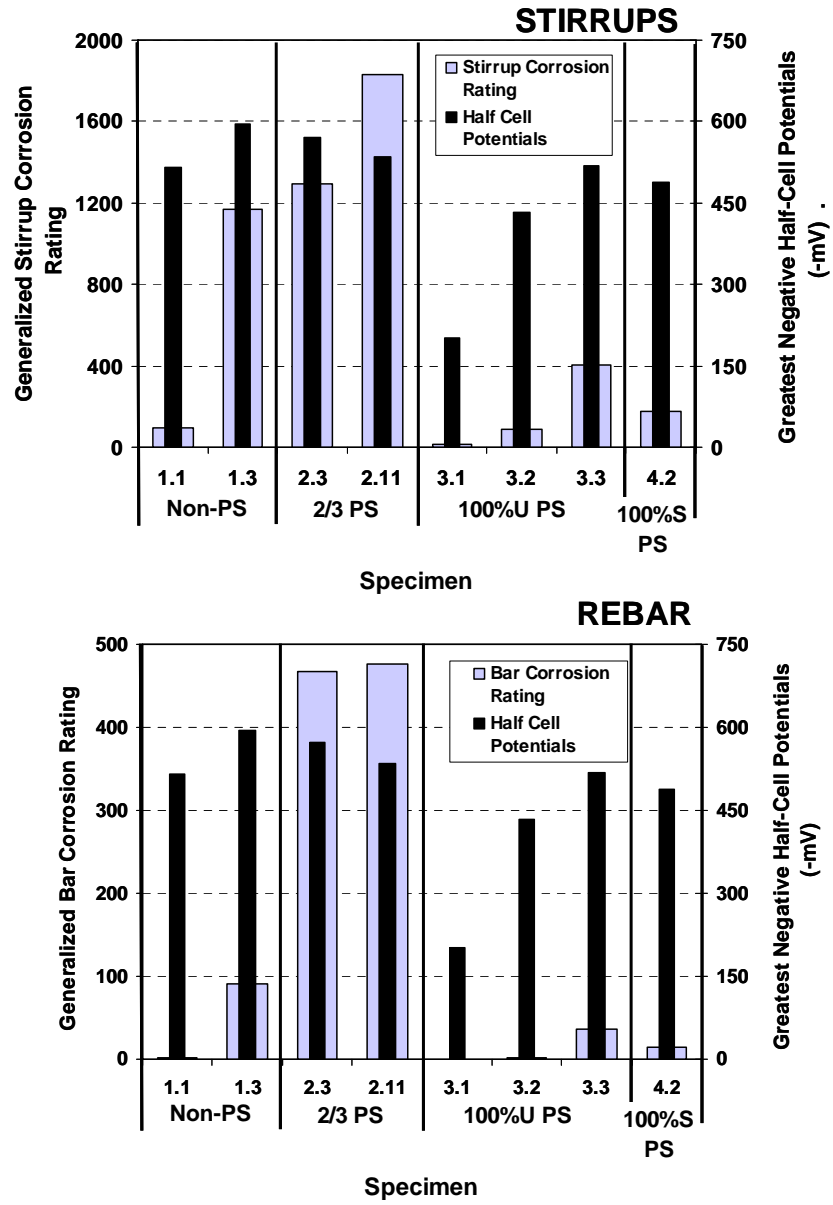 STIRRUPS
Generalized Stirrup Corrosion
Rating
2000
1600
1200
800
400
0
Stirrup Corrosion
Rating
Half Cell
Potentials
750
600
450
300
150
0
Greatest Negative Half-Cell Potentials
(-mV) .
1.1 1.3 2.3 2.11 3.1 3.2 3.3 4.2
Non-PS 2/3 PS 100%U PS 100%S
PS
Specimen
REBAR
Generalized Bar Corrosion Rating
500
400
300
200
100
0
Bar Corrosion
Rating
Half Cell
Potentials
750
600
450
300
150
0
Greatest Negative Half-Cell Potentials
(-mV)
1.1 1.3 2.3 2.11 3.1 3.2 3.3 4.2
Non-PS 2/3 PS 100%U PS 100%S
PS
Specimen